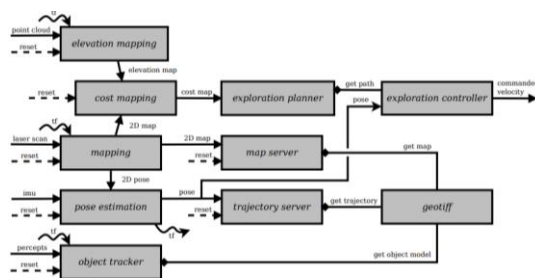 tf
point cloud
elevation mapping
reset
elevation map
reset
cost mapping
cost map
exploration planner
get path
exploration controller
commanded
velocity
pose
tf
2D map
laser scan
mapping
2D map
map server
get map
reset
reset
2D pose
imu
pose estimation
pose
trajectory server
get trajectory
geotiff
reset
reset
tf
tf
percepts
object tracker
get object model
reset